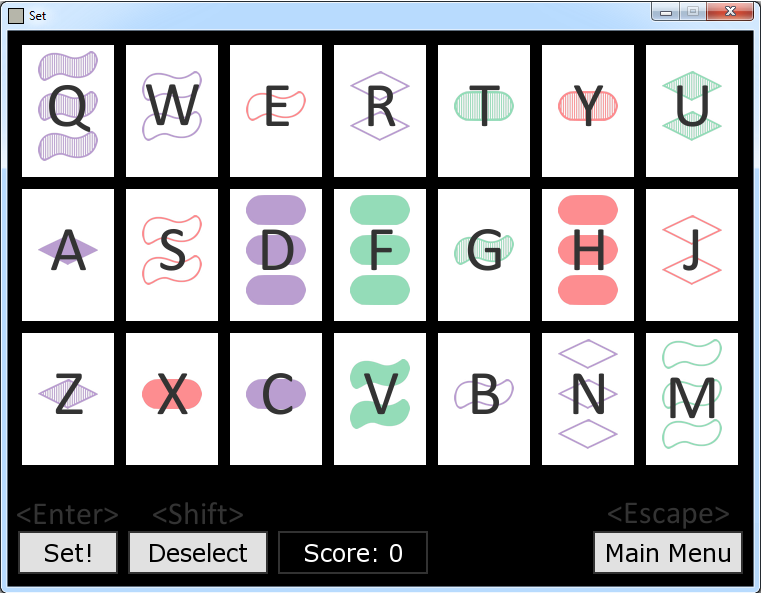 Set
Q W E R T Y U
A S D F G H J
Z X C V B N M
<Enter> <Shift> <Escape>
Set! Deselect Score: 0 Main Menu